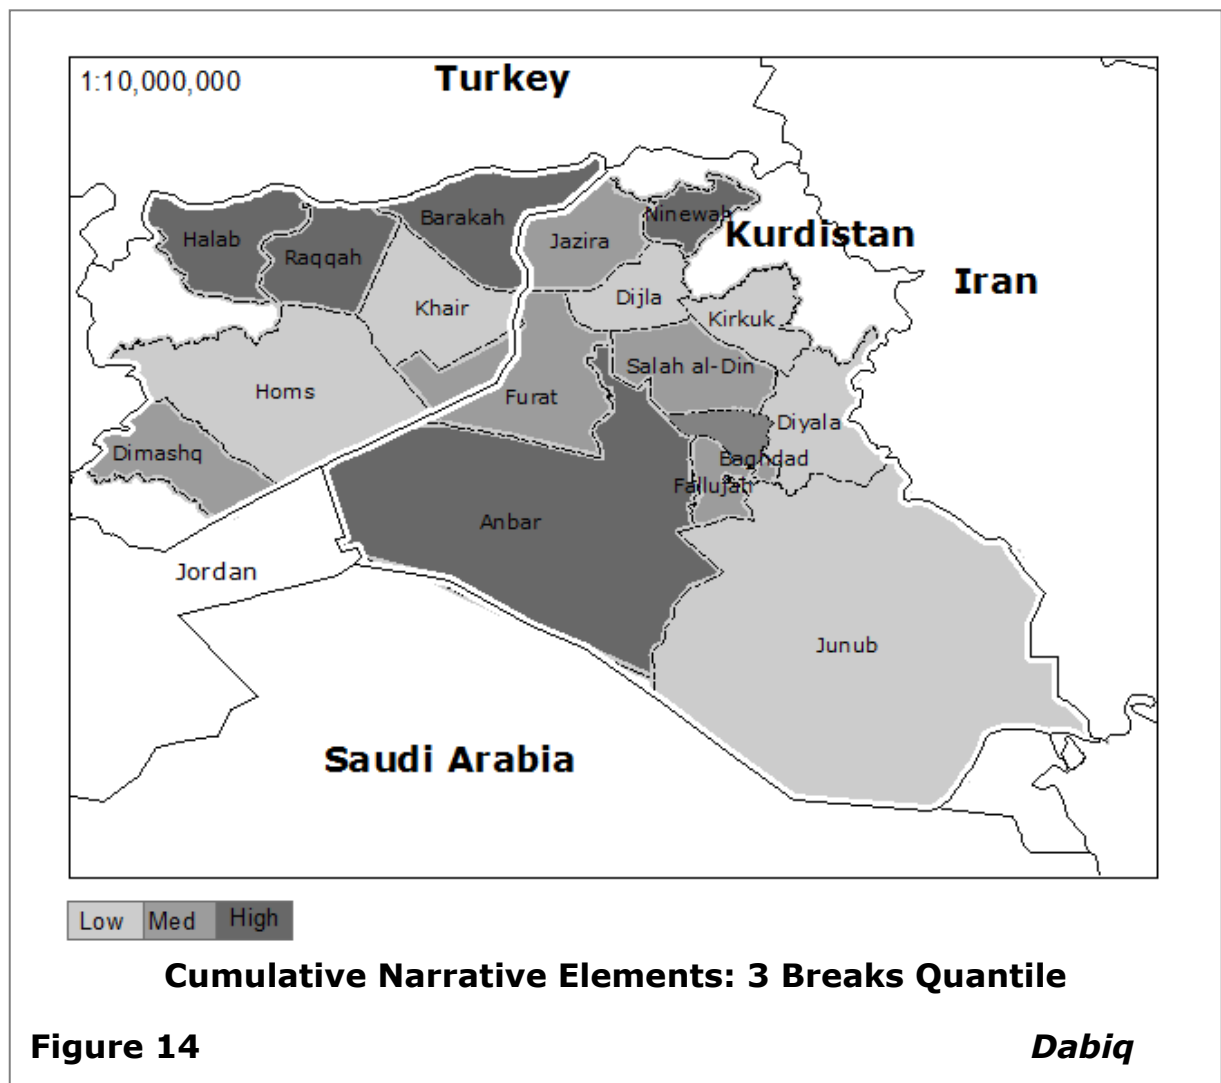 1:10,000,000
Turkey
Ninewah
Barakah
Halab
Kurdistan
Jazira
Raqqah
Iran
Dijla
Khair
Kirkuk
Salah al-Din
Homs
Furat
Diyala
Dimashq
Baghdad
Fallujah
Anbar
Jordan
Junub
Saudi Arabia
Low Med High
Cumulative Narrative Elements: 3 Breaks Quantile
Figure 14 Dabiq